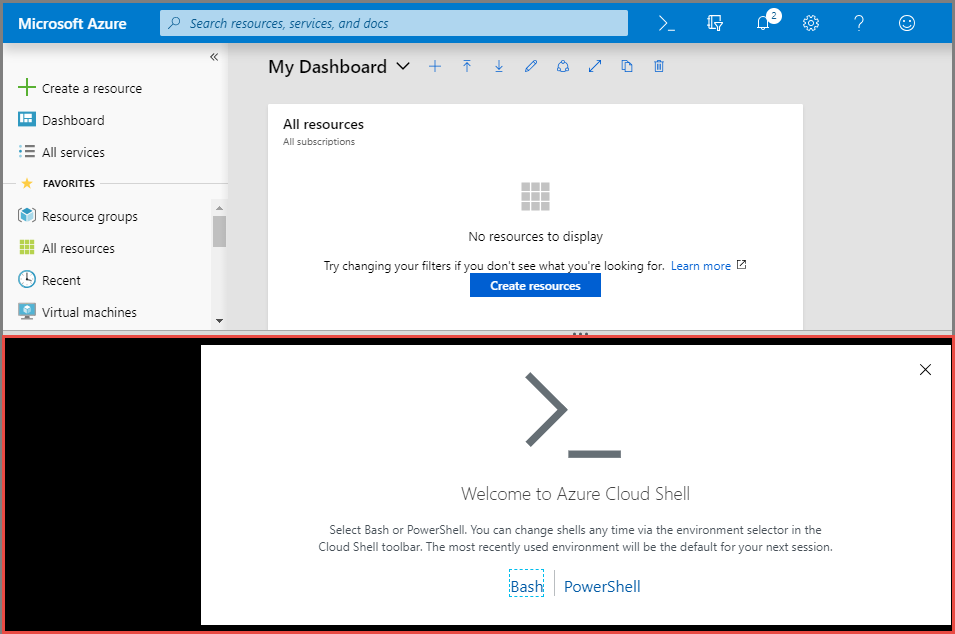 Microsoft Azure
Search resources, services, and docs
2
Create a resource
Dashboard
All services
FAVORITES
Resource groups
All resources
Recent
Virtual machines
My Dashboard
All resources
All subscriptions
No resources to display
Try changing your filters if you don't see what you're looking for. Learn more
Create resources
Welcome to Azure Cloud Shell
Select Bash or PowerShell. You can change shells any time via the environment selector in the
Cloud Shell toolbar. The most recently used environment will be the default for your next session.
Bash PowerShell